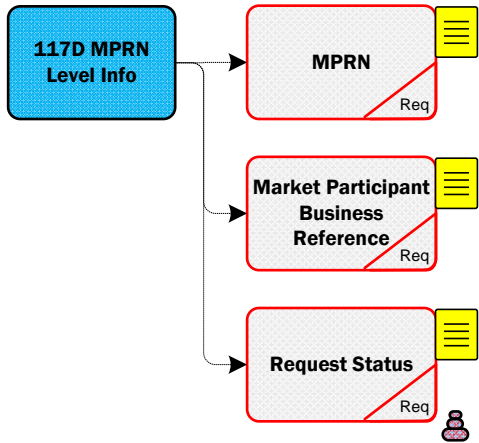 117D MPRN
Level Info
MPRN
Req
Market Participant
Business
Reference
Req
Request Status
Req